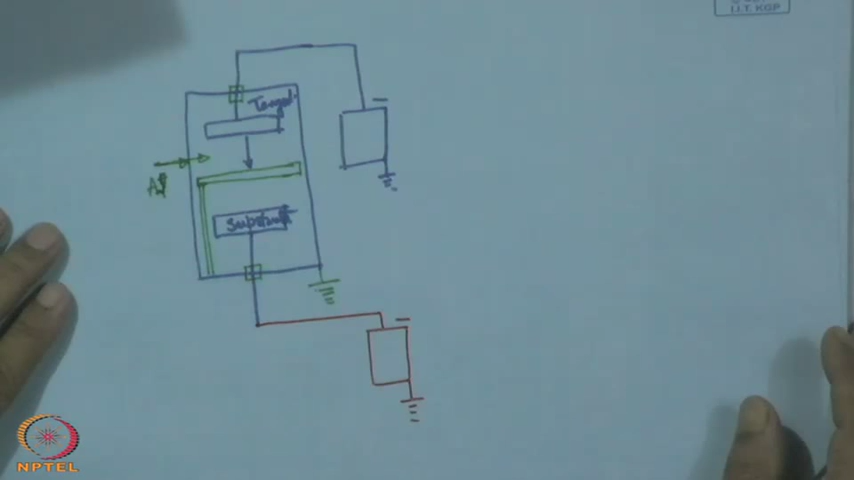 I.I.T. KGP
Target
Ar
Substrate
NPTEL